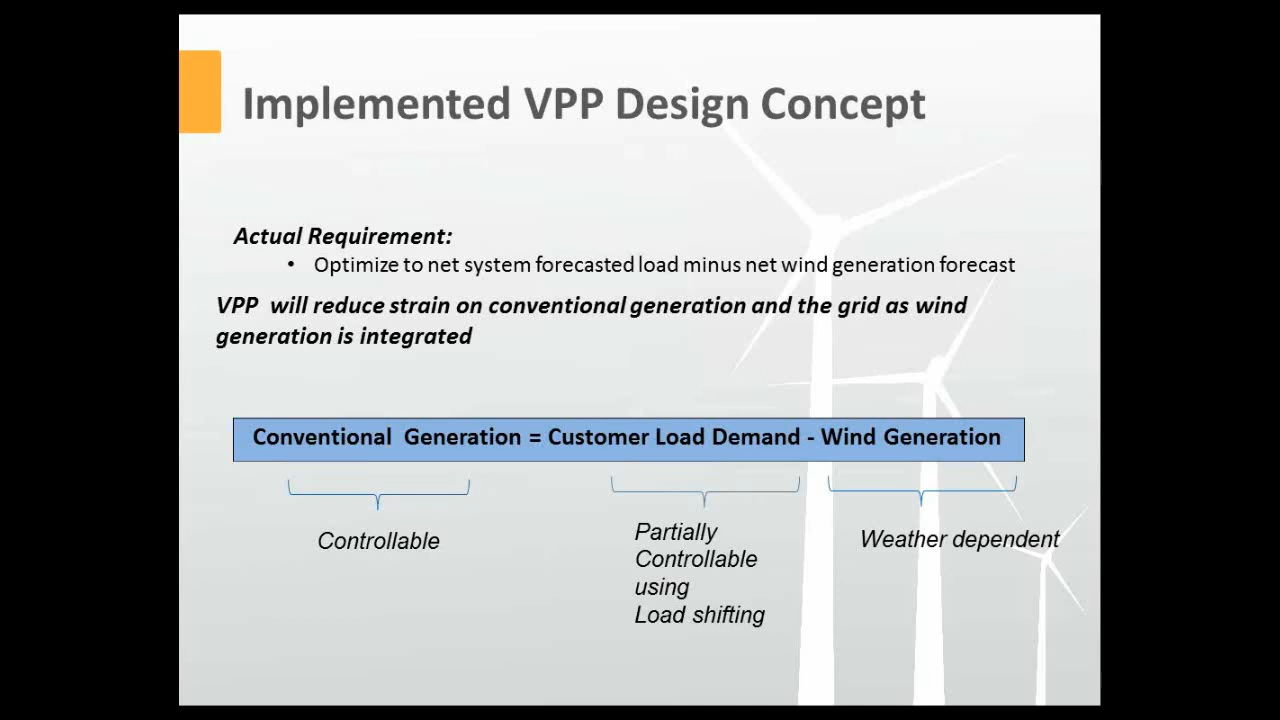 Implemented VPP Design Concept
Actual Requirement:
• Optimize to net system forecasted load minus net wind generation forecast
VPP will reduce strain on conventional generation and the grid as wind
generation is integrated
Conventional Generation = Customer Load Demand - Wind Generation
Controllable
Partially
Controllable
using
Load shifting
Weather dependent